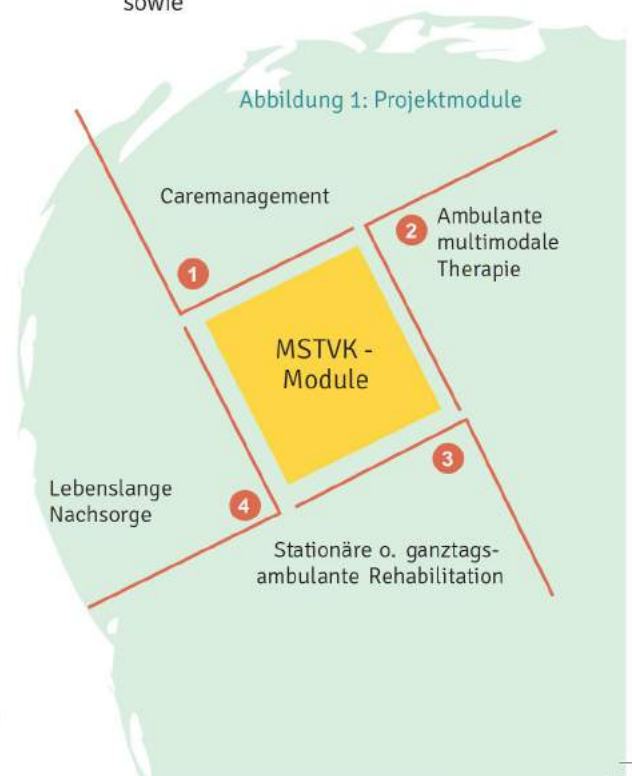 sowie
Abbildung 1: Projektmodule
Caremanagement
1
2
Ambulante
multimodale
Therapie
MSTVK -
Module
3
Lebenslange
Nachsorge
4
Stationäre o. ganztags-
ambulante Rehabilitation